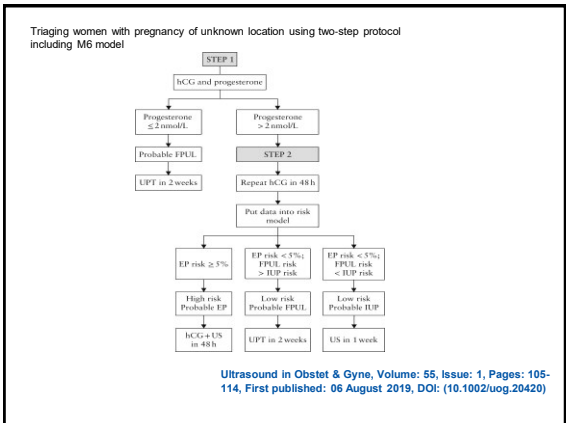 Triaging women with pregnancy of unknown location using two-step protocol
including M6 model
STEP 1
hCG and progesterone
Progesterone
≤2 nmol/L
Progesterone
> 2 nmol/L
Probable FPUL
STEP 2
UPT in 2 weeks
Repeat hCG in 48 h
Put data into risk
model
EP risk ≥ 5%
EP risk < 5%;
FPUL risk
> IUP risk
EP risk < 5%;
FPUL risk
< IUP risk
High risk
Probable EP
Low risk
Probable FPUL
Low risk
Probable IUP
hCG + US
in 48 h
UPT in 2 weeks
US in 1 week
Ultrasound in Obstet & Gyne, Volume: 55, Issue: 1, Pages: 105-
114, First published: 06 August 2019, DOI: (10.1002/uog.20420)